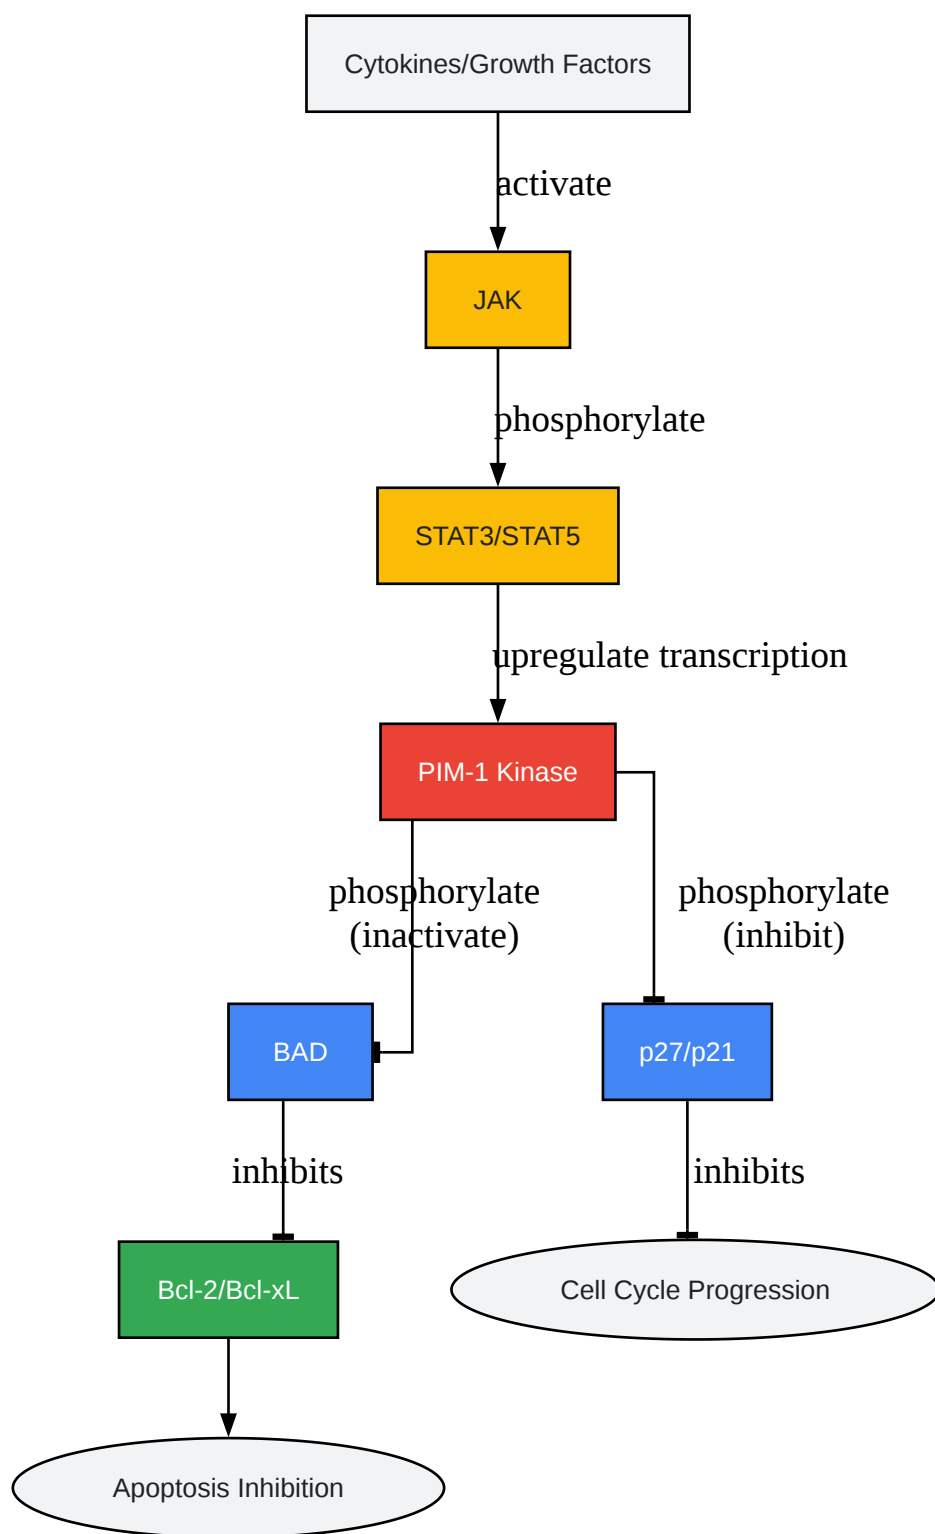 Cytokines/Growth Factors
activate
JAK
phosphorylate
STAT3/STAT5
upregulate transcription
PIM-1 Kinase
phosphorylate
(inactivate)
phosphorylate
(inhibit)
BAD
p27/p21
inhibits
inhibits
Bcl-2/Bcl-xL
Cell Cycle Progression
Apoptosis Inhibition